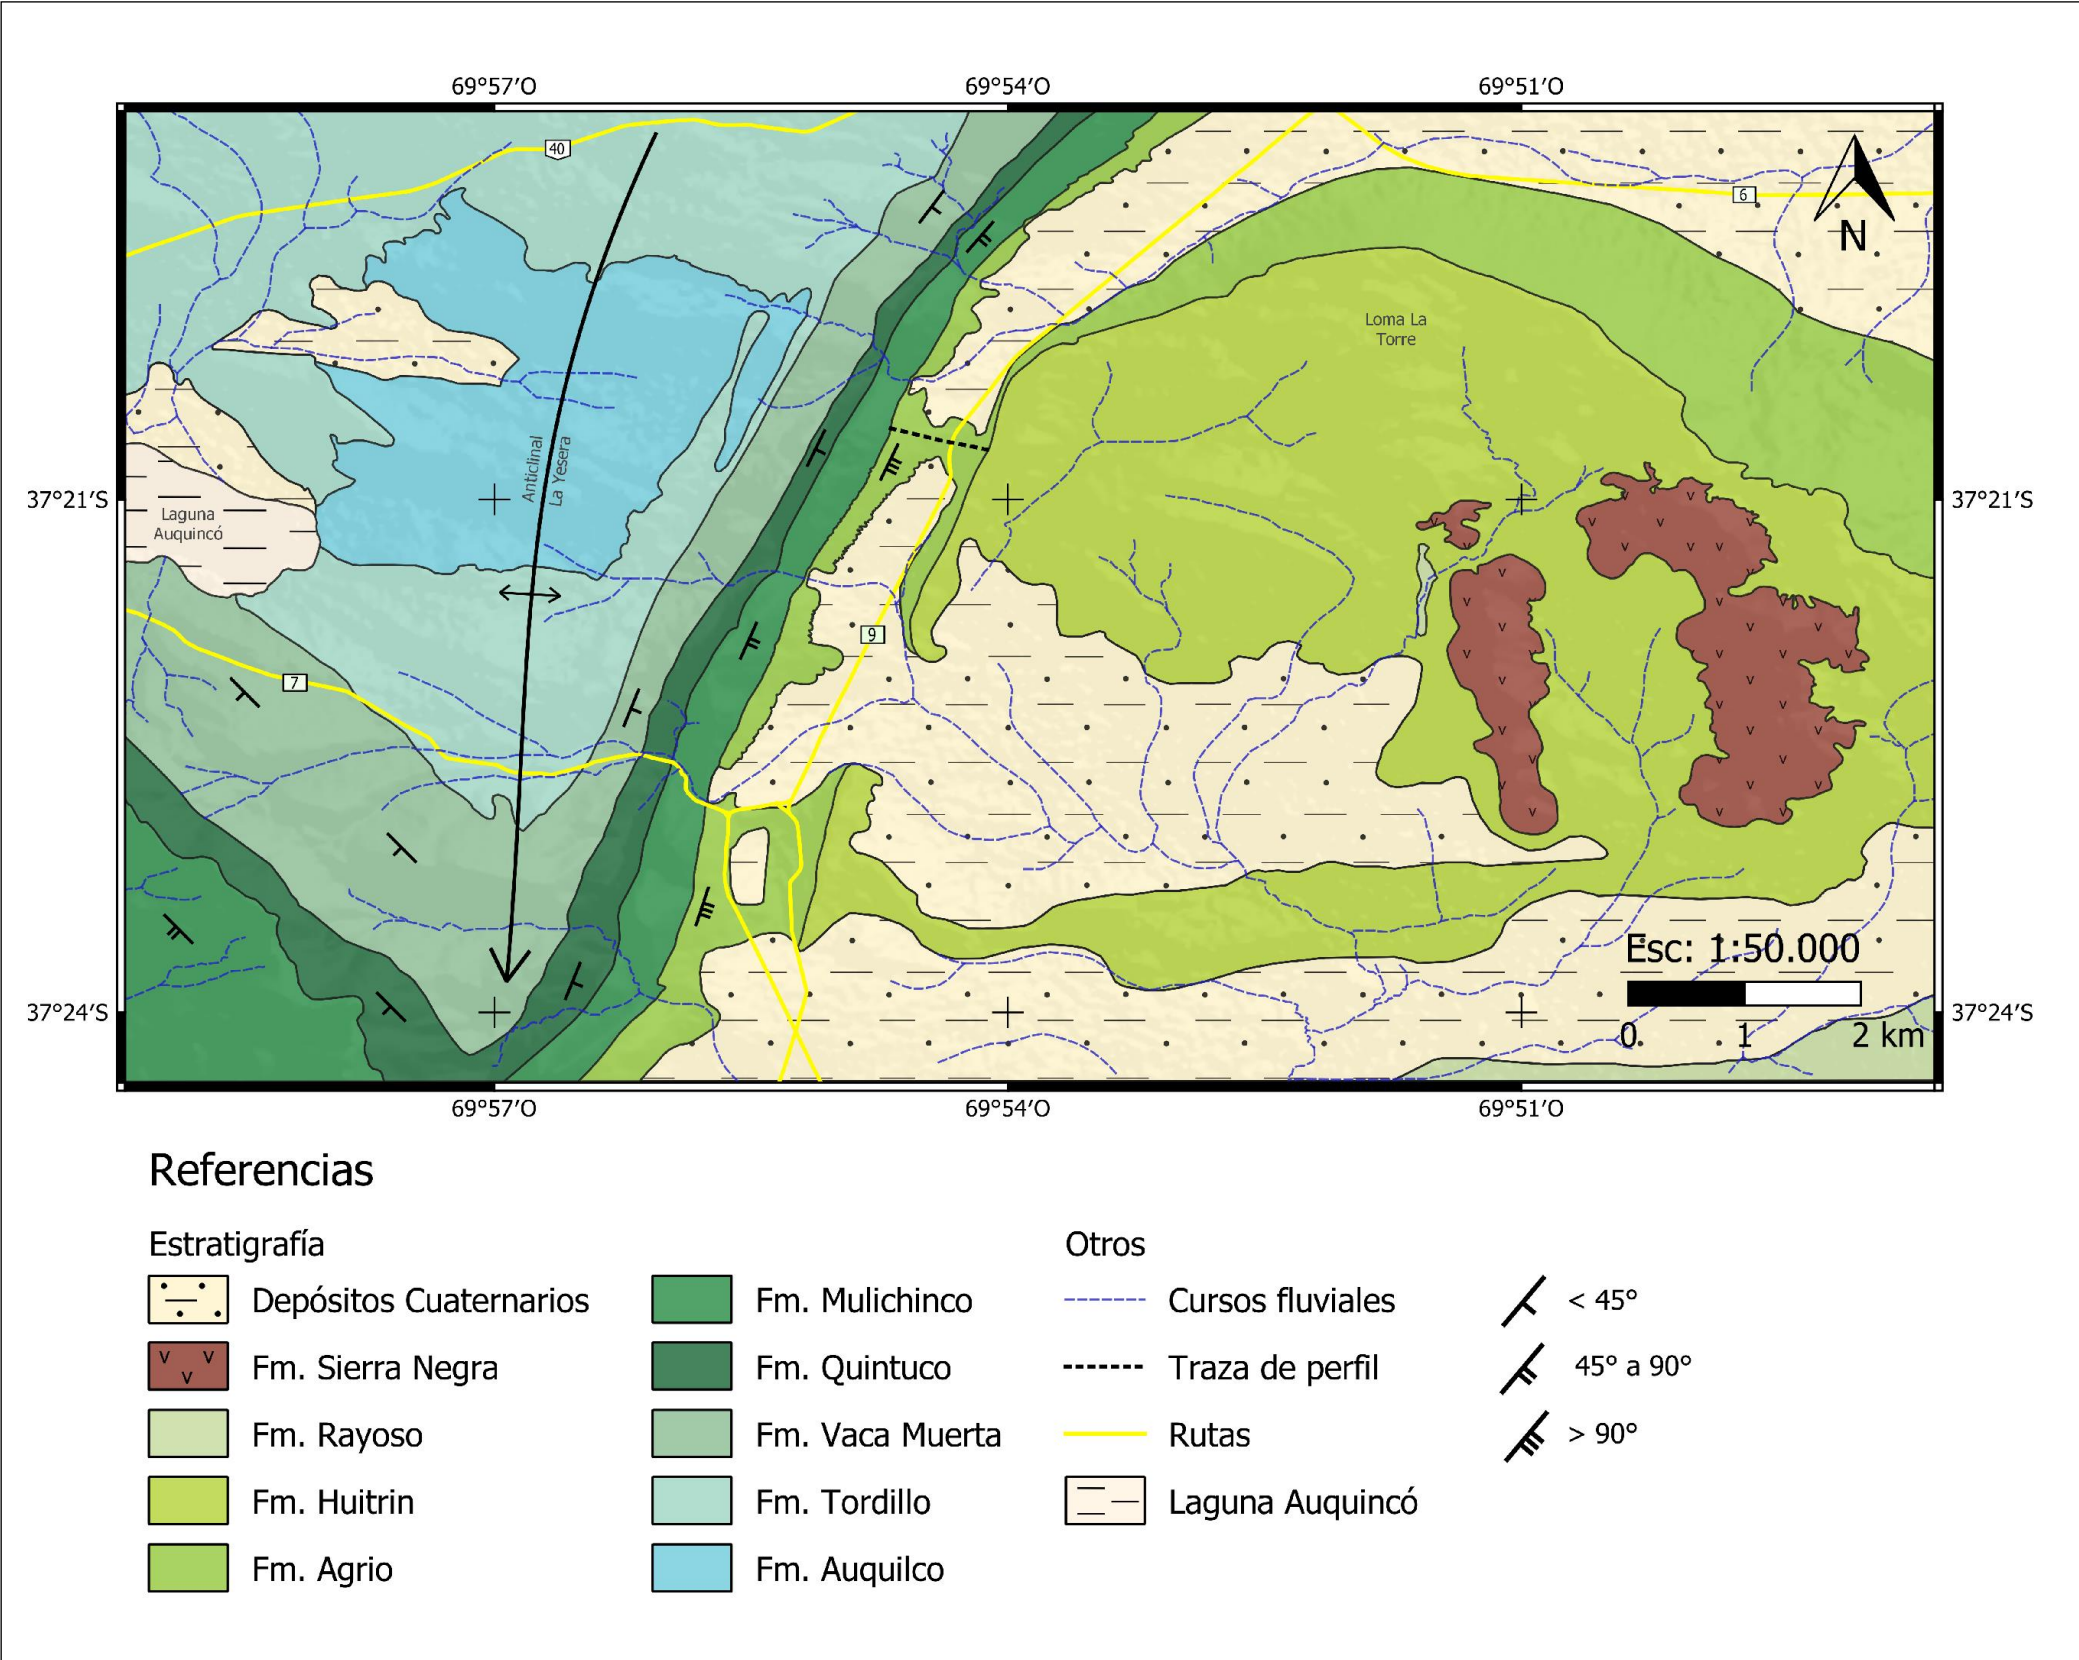 69°57'O
69°54'O
69°51'O
40
6
N
Loma La
Torre
Anticlinal
La Yesera
37°21'S
37°21'S
Laguna
Auquincó
9
7
Esc: 1:50.000
37°24'S
37°24'S
0 1 2 km
69°57'O
69°54'O
69°51'O
Referencias
Estratigrafía
Depósitos Cuaternarios
Fm. Sierra Negra
Fm. Rayoso
Fm. Huitrin
Fm. Agrio
Fm. Mulichinco
Fm. Quintuco
Fm. Vaca Muerta
Fm. Tordillo
Fm. Auquilco
Otros
Cursos fluviales
Traza de perfil
Rutas
Laguna Auquincó
< 45°
45° a 90°
> 90°